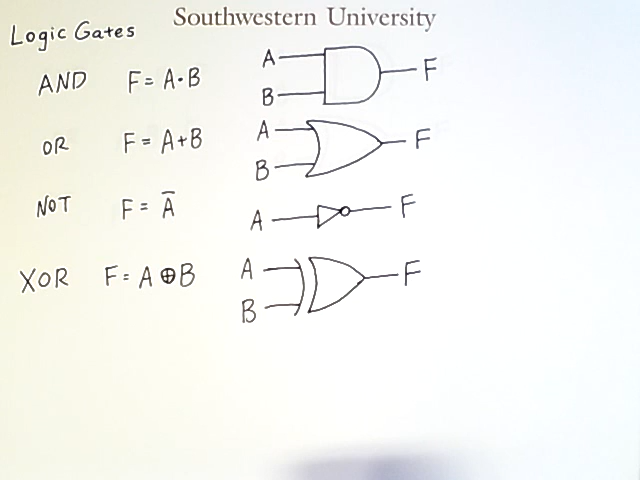 Southwestern University
Logic Gates
AND F = A·B A B F
OR F = A+B A B F
NOT F = A̅ A F
XOR F = A ⊕ B A B F